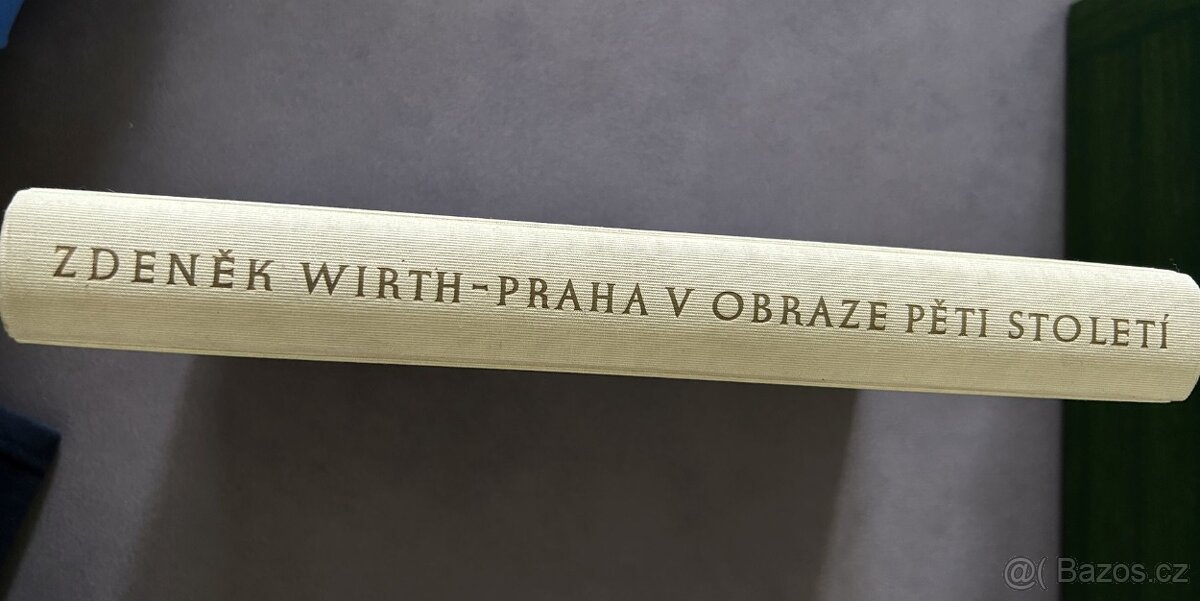 ZDENĚK WIRTH-PRAHA V OBRAZE PĚTI STOLETÍ
@( Bazos.cz